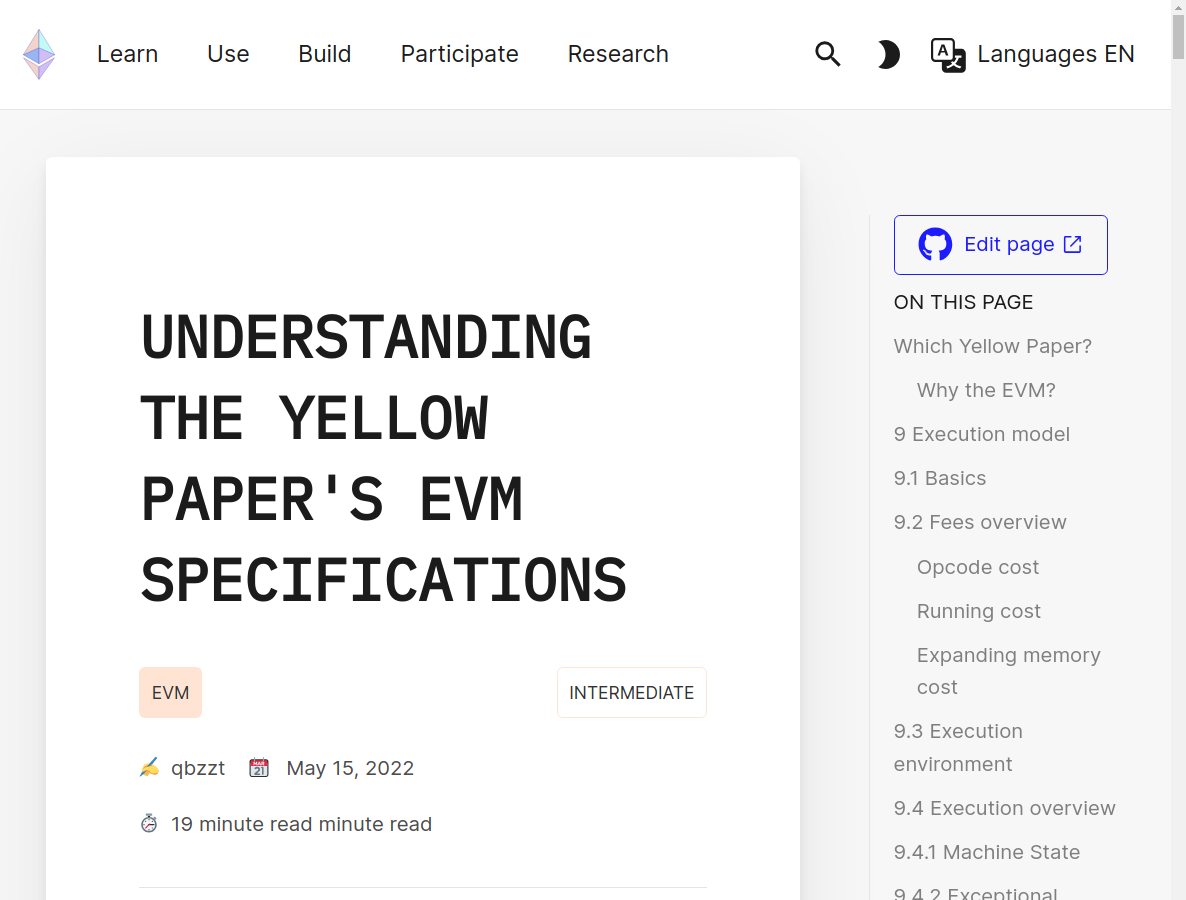 Learn Use Build Participate Research Languages EN
UNDERSTANDING
THE YELLOW
PAPER'S EVM
SPECIFICATIONS
EVM INTERMEDIATE
qbzzt May 15, 2022
19 minute read minute read
Edit page
ON THIS PAGE
Which Yellow Paper?
Why the EVM?
9 Execution model
9.1 Basics
9.2 Fees overview
Opcode cost
Running cost
Expanding memory
cost
9.3 Execution
environment
9.4 Execution overview
9.4.1 Machine State
9.4.2 Exceptional